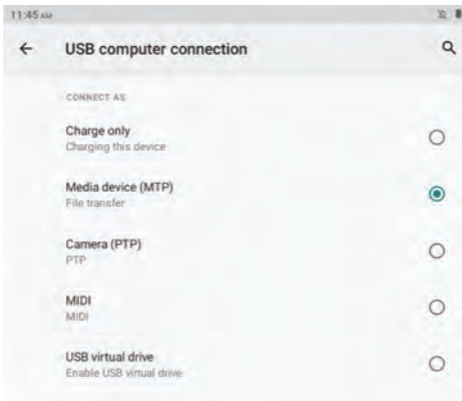 11:45 AM
USB computer connection
CONNECT AS
Charge only
Charging this device
Media device (MTP)
File transfer
Camera (PTP)
PTP
MIDI
MIDI
USB virtual drive
Enable USB virtual drive